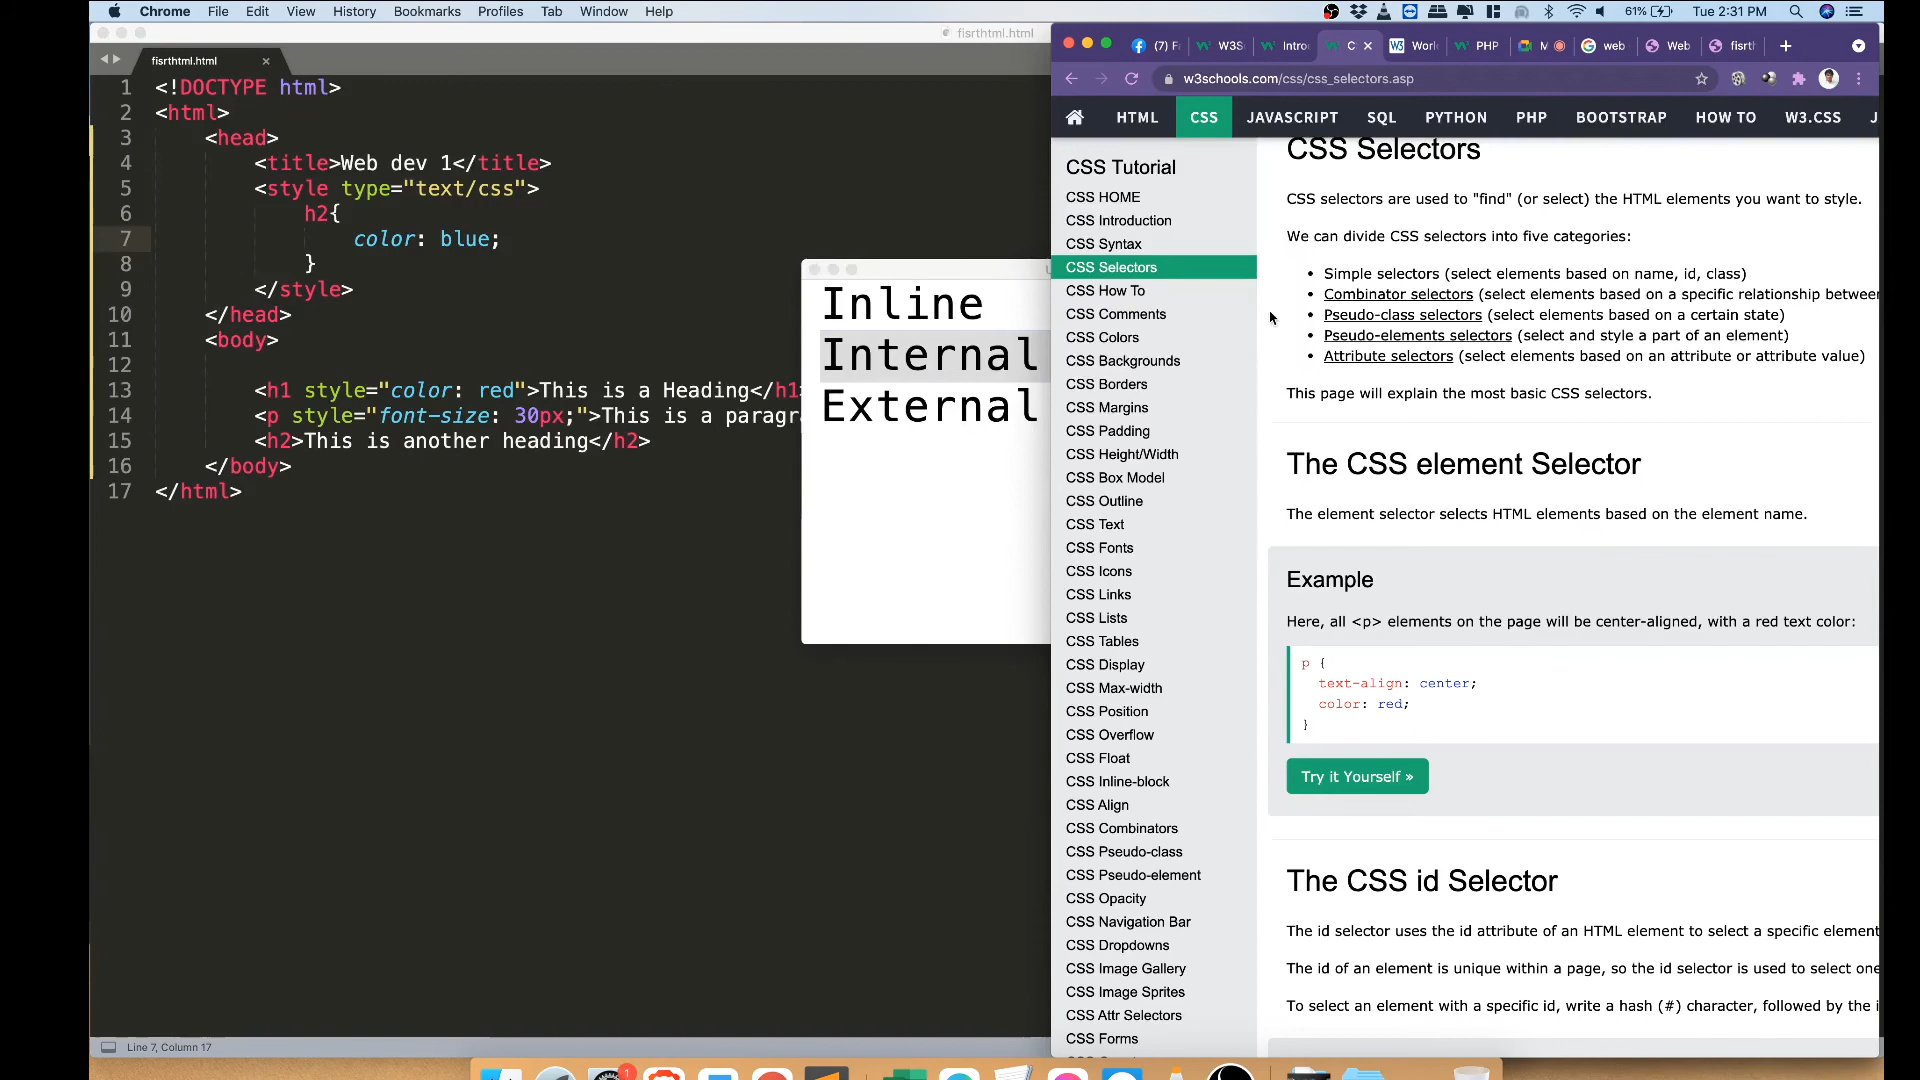 Chrome File Edit View History Bookmarks Profiles Tab Window Help
61% Tue 2:31 PM
fisrthtml.html
fisrthtml.html ×
1 <!DOCTYPE html>
2 <html>
3 <head>
4 <title>Web dev 1</title>
5 <style type="text/css">
6 h2{
7 color: blue;
8 }
9 </style>
10 </head>
11 <body>
12
13 <h1 style="color: red">This is a Heading</h1>
14 <p style="font-size: 30px;">This is a paragra
15 <h2>This is another heading</h2>
16 </body>
17 </html>
Line 7, Column 17
Inline
Internal
External
(7) F W3S Intro C × Worl PHP M web Web fisrt +
w3schools.com/css/css_selectors.asp
HTML CSS JAVASCRIPT SQL PYTHON PHP BOOTSTRAP HOW TO W3.CSS J
CSS Tutorial
CSS HOME
CSS Introduction
CSS Syntax
CSS Selectors
CSS How To
CSS Comments
CSS Colors
CSS Backgrounds
CSS Borders
CSS Margins
CSS Padding
CSS Height/Width
CSS Box Model
CSS Outline
CSS Text
CSS Fonts
CSS Icons
CSS Links
CSS Lists
CSS Tables
CSS Display
CSS Max-width
CSS Position
CSS Overflow
CSS Float
CSS Inline-block
CSS Align
CSS Combinators
CSS Pseudo-class
CSS Pseudo-element
CSS Opacity
CSS Navigation Bar
CSS Dropdowns
CSS Image Gallery
CSS Image Sprites
CSS Attr Selectors
CSS Forms
CSS Selectors
CSS selectors are used to "find" (or select) the HTML elements you want to style.
We can divide CSS selectors into five categories:
• Simple selectors (select elements based on name, id, class)
• Combinator selectors (select elements based on a specific relationship between
• Pseudo-class selectors (select elements based on a certain state)
• Pseudo-elements selectors (select and style a part of an element)
• Attribute selectors (select elements based on an attribute or attribute value)
This page will explain the most basic CSS selectors.
The CSS element Selector
The element selector selects HTML elements based on the element name.
Example
Here, all <p> elements on the page will be center-aligned, with a red text color:
p {
text-align: center;
color: red;
}
Try it Yourself »
The CSS id Selector
The id selector uses the id attribute of an HTML element to select a specific element
The id of an element is unique within a page, so the id selector is used to select one
To select an element with a specific id, write a hash (#) character, followed by the i
1